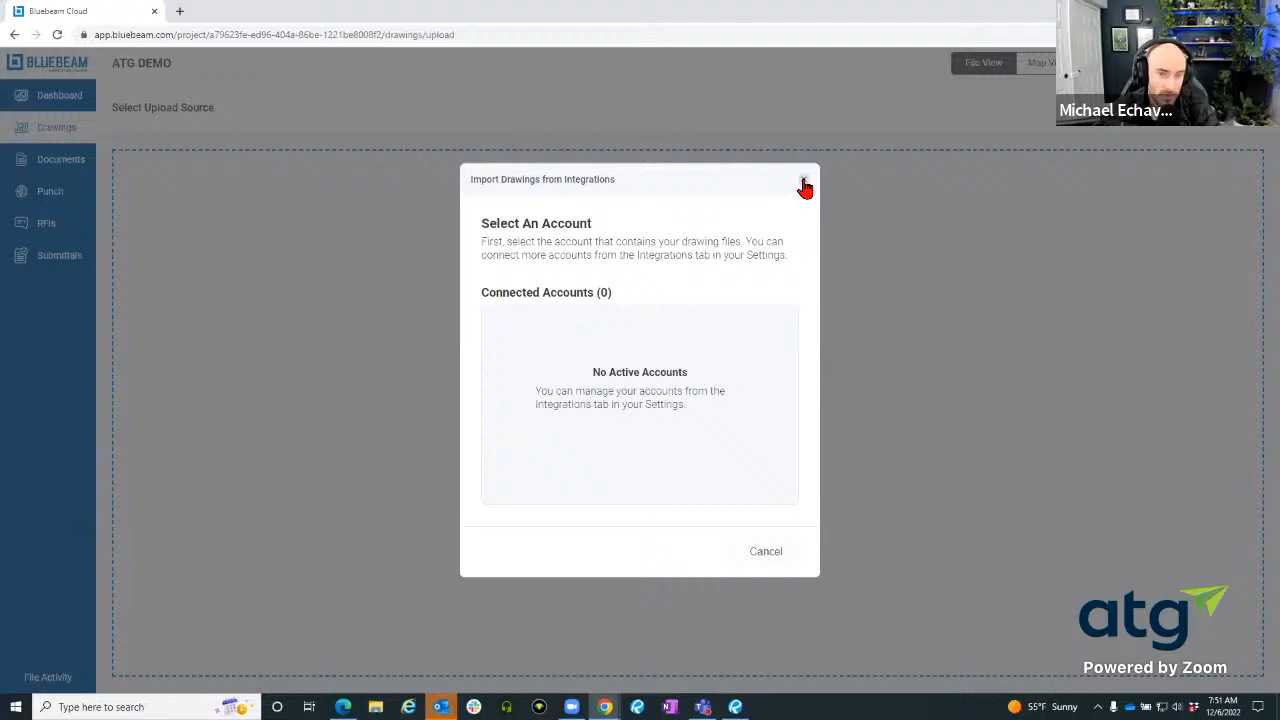 Bluebeam Cloud
app.bluebeam.com/project/a79623fe-ed96-404a-86be-1221be8008f2/drawings/upload
BLUEBEAM
ATG DEMO
File View
Map V
Michael Echav...
Dashboard
Drawings
Documents
Punch
RFIs
Submittals
File Activity
Select Upload Source
Import Drawings from Integrations
Select An Account
First, select the account that contains your drawing files. You can
connect more accounts from the Integrations tab in your Settings.
Connected Accounts (0)
No Active Accounts
You can manage your accounts from the
Integrations tab in your Settings.
Cancel
atg
Powered by Zoom
Type here to search
55°F Sunny
7:51 AM
12/6/2022